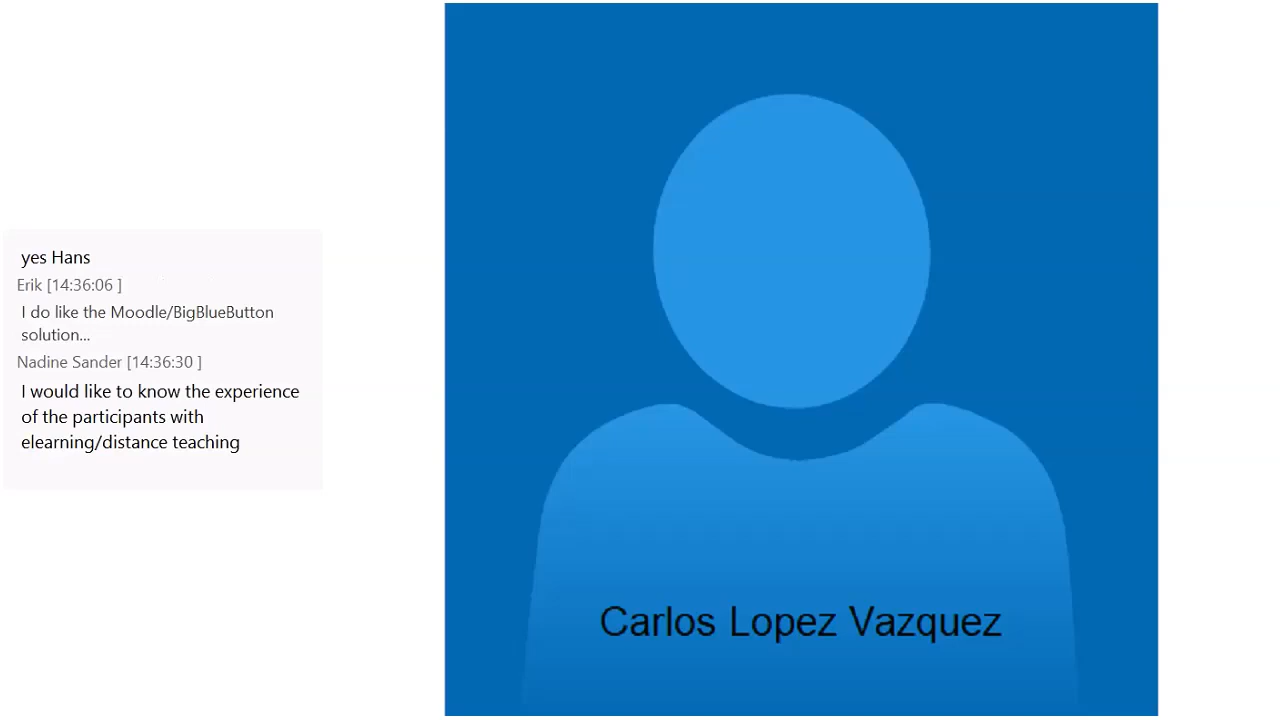 yes Hans
Erik [14:36:06 ]
I do like the Moodle/BigBlueButton
solution...
Nadine Sander [14:36:30 ]
I would like to know the experience
of the participants with
elearning/distance teaching
Carlos Lopez Vazquez